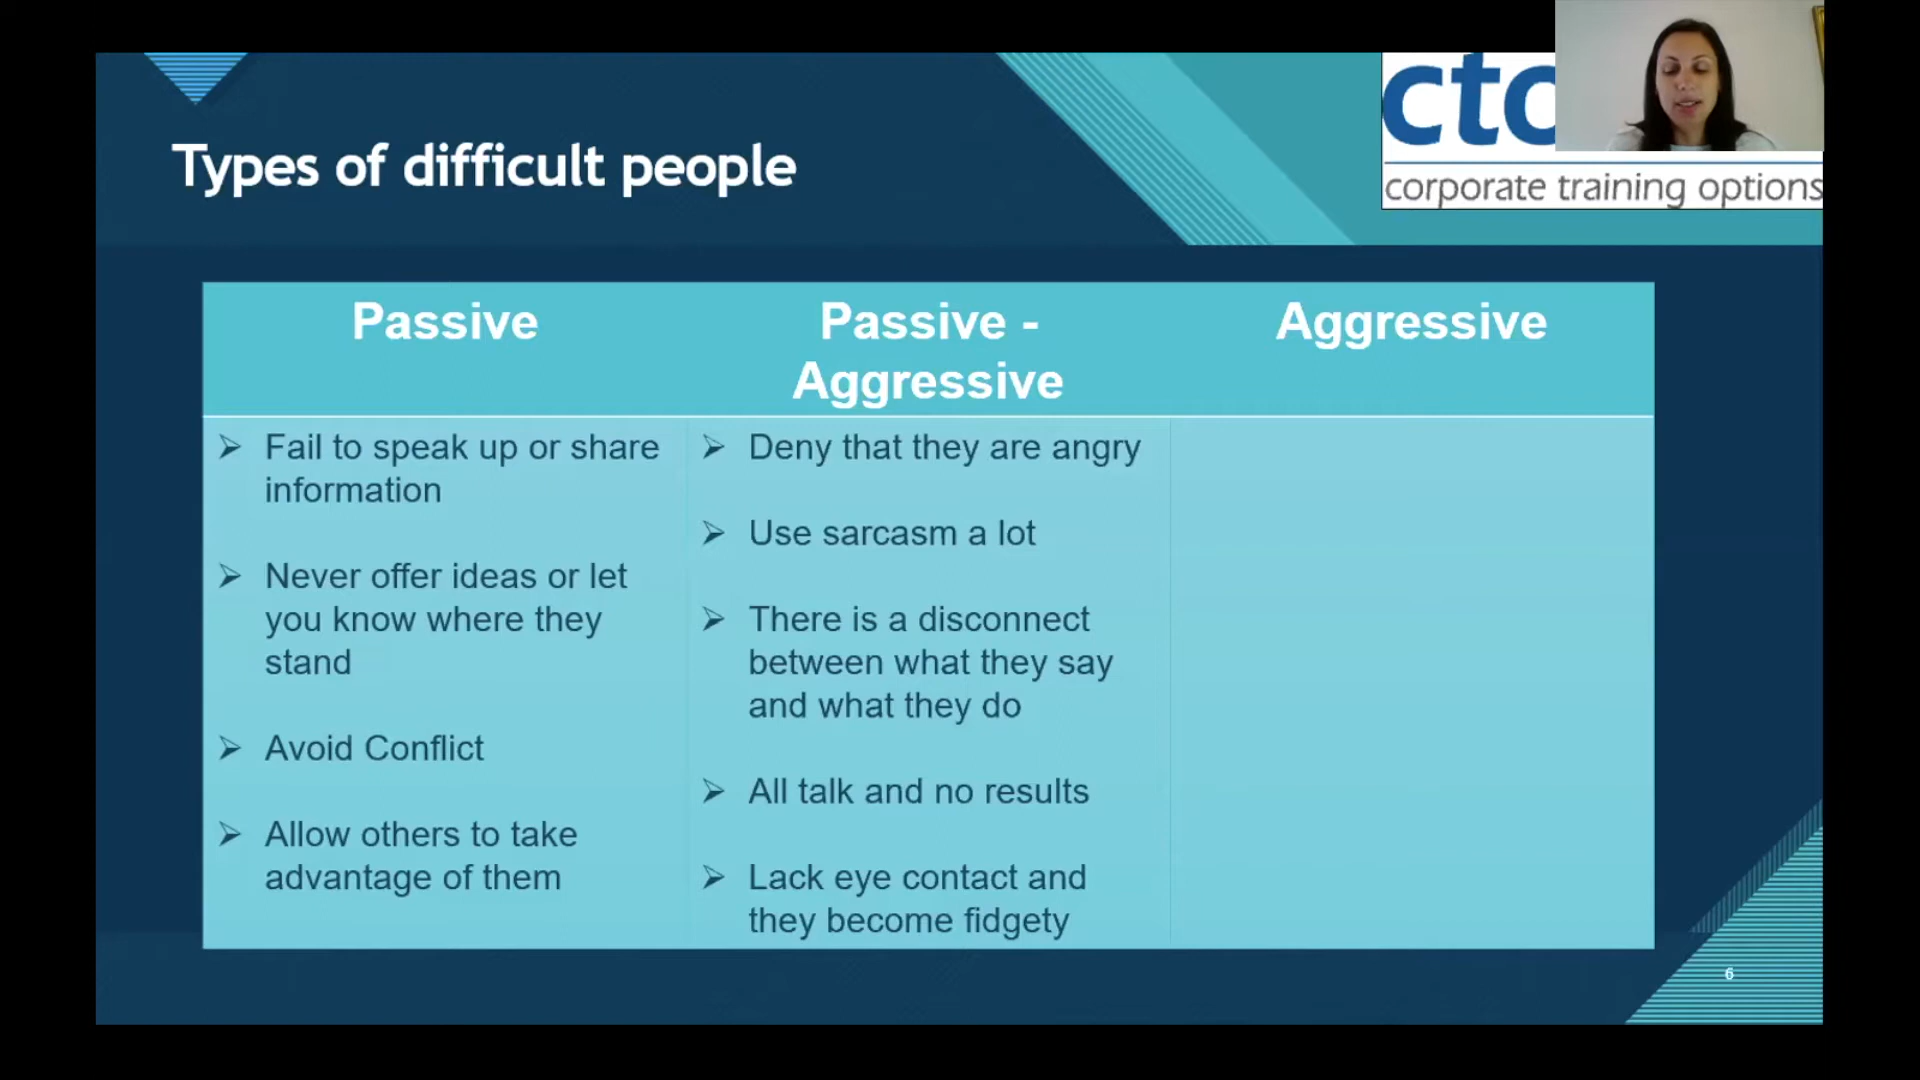 cto
corporate training options
Types of difficult people
Passive
Passive -
Aggressive
Aggressive
➢ Fail to speak up or share
information
➢ Never offer ideas or let
you know where they
stand
➢ Avoid Conflict
➢ Allow others to take
advantage of them
➢ Deny that they are angry
➢ Use sarcasm a lot
➢ There is a disconnect
between what they say
and what they do
➢ All talk and no results
➢ Lack eye contact and
they become fidgety
6